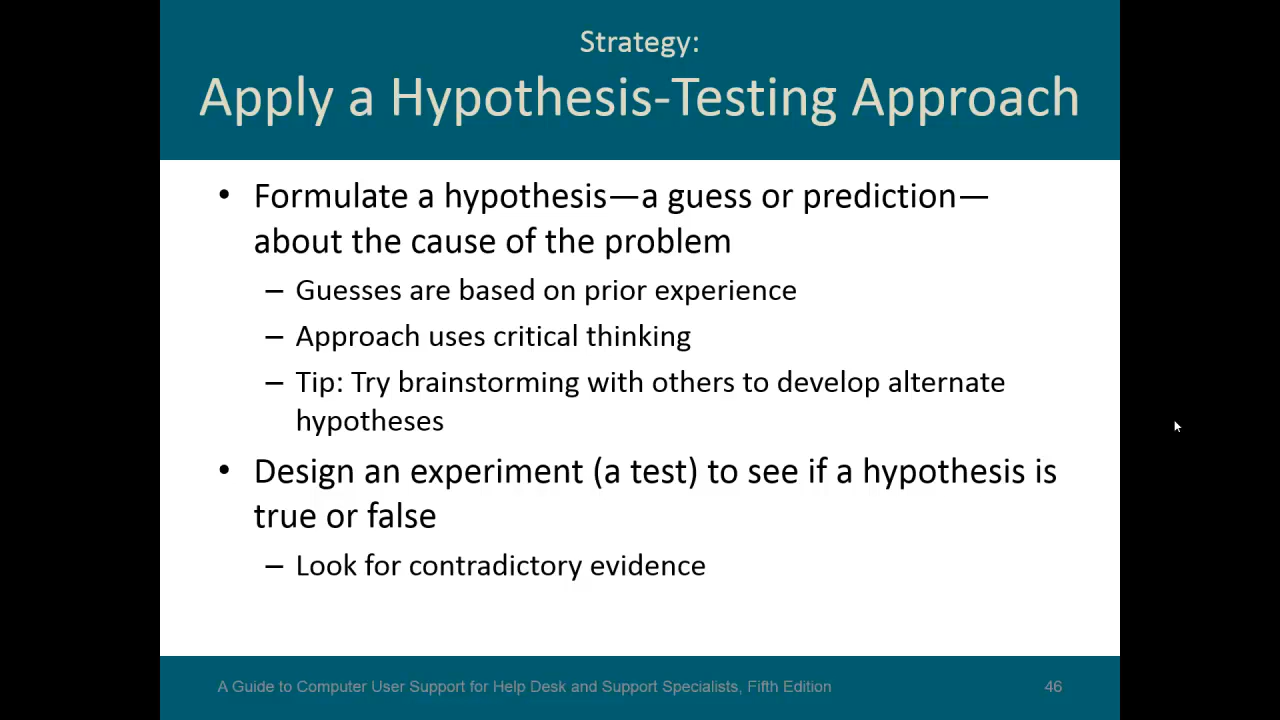 Strategy:
Apply a Hypothesis-Testing Approach
• Formulate a hypothesis—a guess or prediction—
about the cause of the problem
– Guesses are based on prior experience
– Approach uses critical thinking
– Tip: Try brainstorming with others to develop alternate
hypotheses
• Design an experiment (a test) to see if a hypothesis is
true or false
– Look for contradictory evidence
A Guide to Computer User Support for Help Desk and Support Specialists, Fifth Edition
46